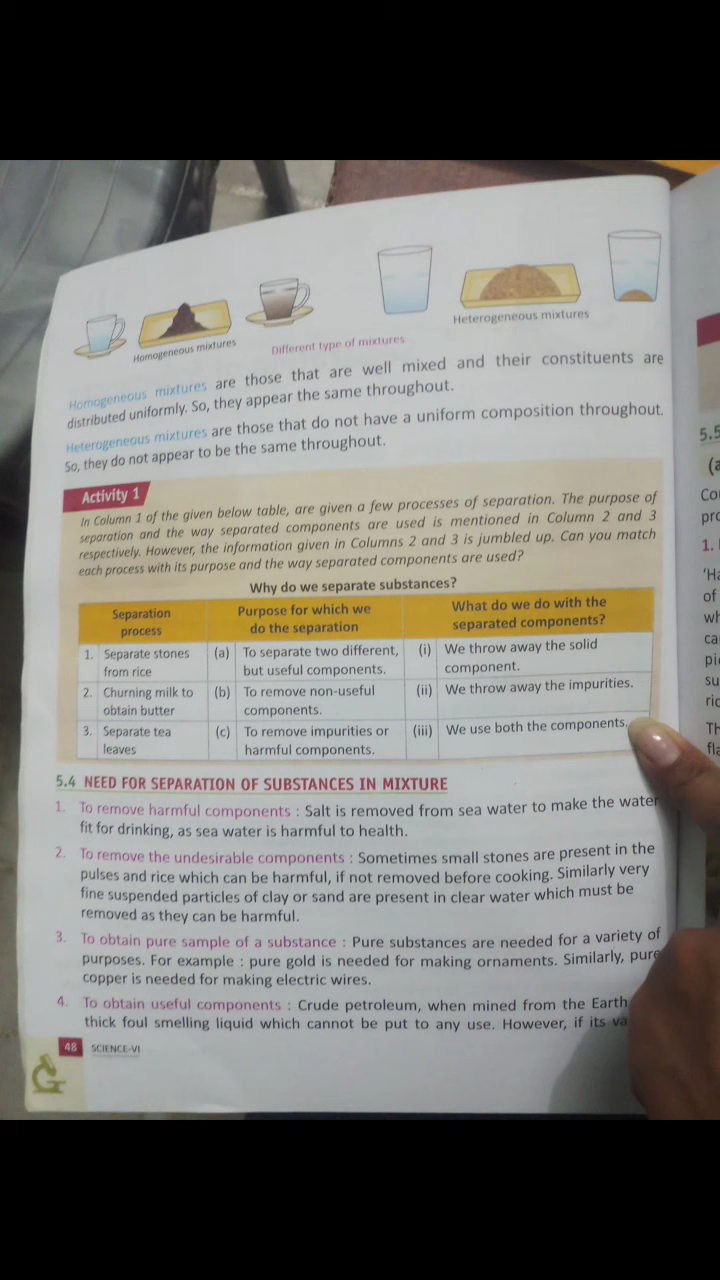 Homogeneous mixtures
Different type of mixtures
Heterogeneous mixtures
Homogeneous mixtures are those that are well mixed and their constituents are
distributed uniformly. So, they appear the same throughout.
Heterogeneous mixtures are those that do not have a uniform composition throughout.
So, they do not appear to be the same throughout.
Activity 1
In Column 1 of the given below table, are given a few processes of separation. The purpose of
separation and the way separated components are used is mentioned in Column 2 and 3
respectively. However, the information given in Columns 2 and 3 is jumbled up. Can you match
each process with its purpose and the way separated components are used?
Why do we separate substances?
Separation
process
Purpose for which we
do the separation
What do we do with the
separated components?
1. Separate stones
from rice
(a) To separate two different,
but useful components.
(i) We throw away the solid
component.
2. Churning milk to
obtain butter
(b) To remove non-useful
components.
(ii) We throw away the impurities.
3. Separate tea
leaves
(c) To remove impurities or
harmful components.
(iii) We use both the components.
5.4 NEED FOR SEPARATION OF SUBSTANCES IN MIXTURE
1. To remove harmful components : Salt is removed from sea water to make the water
fit for drinking, as sea water is harmful to health.
2. To remove the undesirable components : Sometimes small stones are present in the
pulses and rice which can be harmful, if not removed before cooking. Similarly very
fine suspended particles of clay or sand are present in clear water which must be
removed as they can be harmful.
3. To obtain pure sample of a substance : Pure substances are needed for a variety of
purposes. For example : pure gold is needed for making ornaments. Similarly, pure
copper is needed for making electric wires.
4. To obtain useful components : Crude petroleum, when mined from the Earth
thick foul smelling liquid which cannot be put to any use. However, if its
48 SCIENCE-VI
5.5
(a
Co
pro
1.
'Ha
of
wh
ca
pi
su
ric
Th
fla